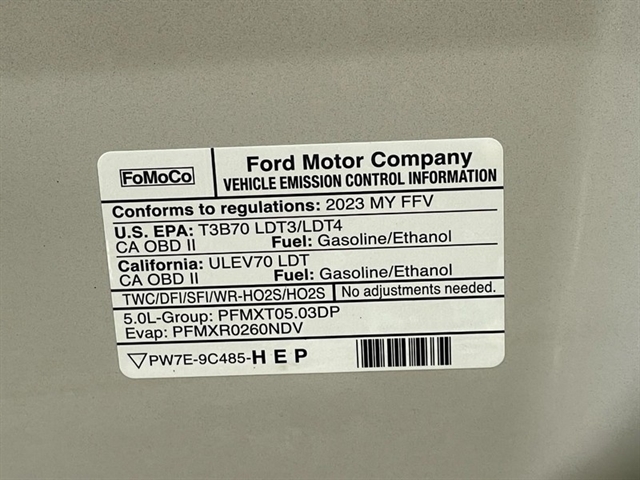 FoMoCo
Ford Motor Company
VEHICLE EMISSION CONTROL INFORMATION
Conforms to regulations: 2023 MY FFV
U.S. EPA: T3B70 LDT3/LDT4
CA OBD II Fuel: Gasoline/Ethanol
California: ULEV70 LDT
CA OBD II Fuel: Gasoline/Ethanol
TWC/DFI/SFI/WR-HO2S/HO2S No adjustments needed.
5.0L-Group: PFMXT05.03DP
Evap: PFMXR0260NDV
PW7E-9C485-HEP